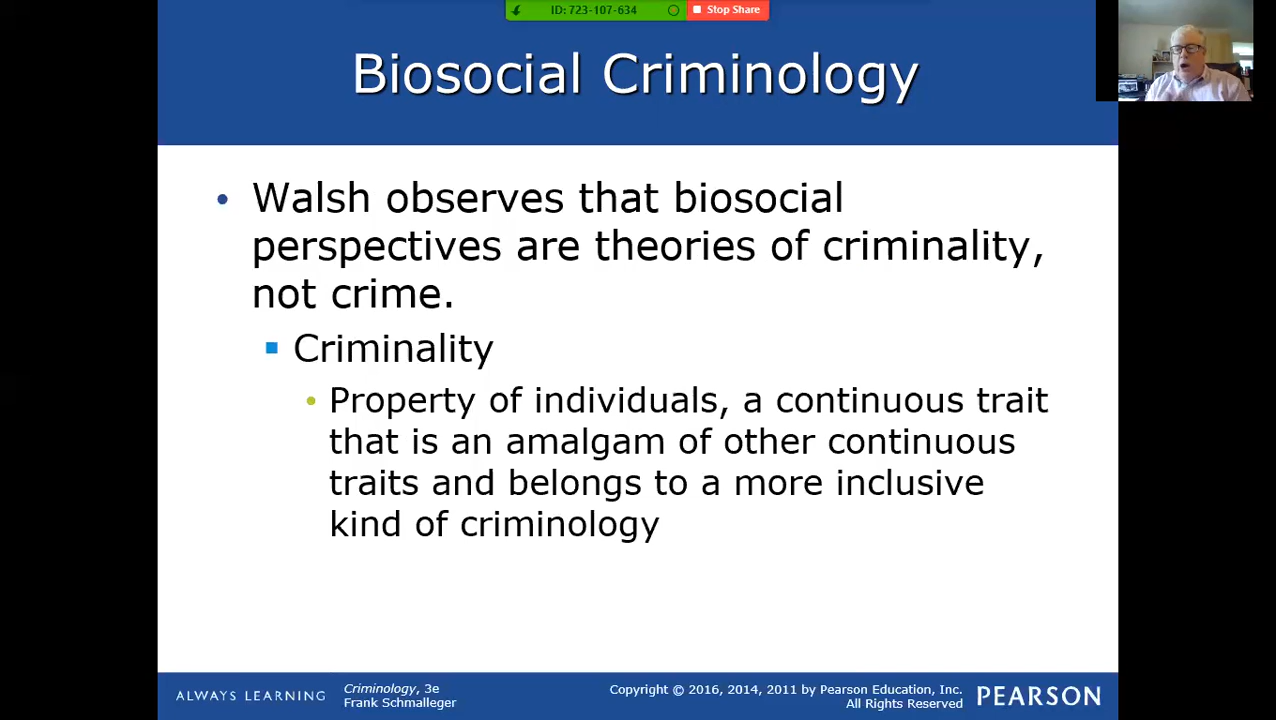 ID: 723-107-634
Stop Share
Biosocial Criminology
• Walsh observes that biosocial
perspectives are theories of criminality,
not crime.
▪ Criminality
• Property of individuals, a continuous trait
that is an amalgam of other continuous
traits and belongs to a more inclusive
kind of criminology
ALWAYS LEARNING
Criminology, 3e
Frank Schmalleger
Copyright © 2016, 2014, 2011 by Pearson Education, Inc.
All Rights Reserved
PEARSON